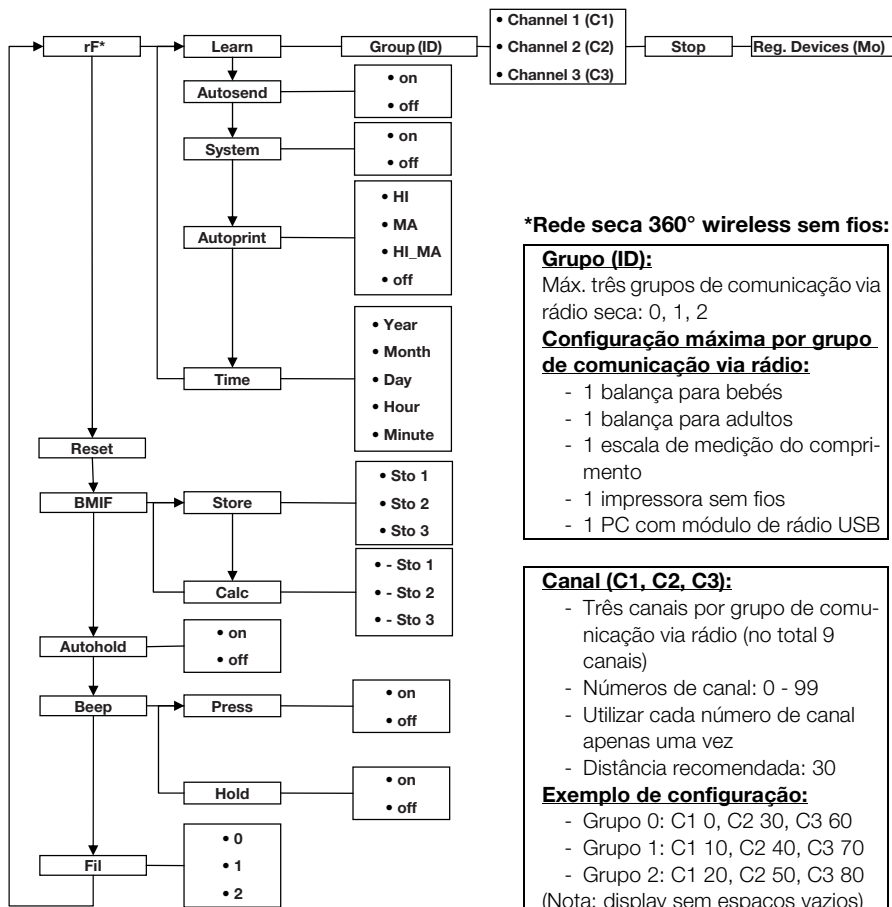 rF*
Learn
Group (ID)
• Channel 1 (C1)
• Channel 2 (C2)
• Channel 3 (C3)
Stop
Reg. Devices (Mo)
Autosend
• on
• off
System
• on
• off
Autoprint
• HI
• MA
• HI_MA
• off
Time
• Year
• Month
• Day
• Hour
• Minute
Reset
BMIF
Store
• Sto 1
• Sto 2
• Sto 3
Calc
• - Sto 1
• - Sto 2
• - Sto 3
Autohold
• on
• off
Beep
Press
• on
• off
Hold
• on
• off
Fil
• 0
• 1
• 2
*Rede seca 360° wireless sem fios:
Grupo (ID):
Máx. três grupos de comunicação via
rádio seca: 0, 1, 2
Configuração máxima por grupo
de comunicação via rádio:
- 1 balança para bebés
- 1 balança para adultos
- 1 escala de medição do compri-
mento
- 1 impressora sem fios
- 1 PC com módulo de rádio USB
Canal (C1, C2, C3):
- Três canais por grupo de comu-
nicação via rádio (no total 9
canais)
- Números de canal: 0 - 99
- Utilizar cada número de canal
apenas uma vez
- Distância recomendada: 30
Exemplo de configuração:
- Grupo 0: C1 0, C2 30, C3 60
- Grupo 1: C1 10, C2 40, C3 70
- Grupo 2: C1 20, C2 50, C3 80
(Nota: display sem espaços vazios)